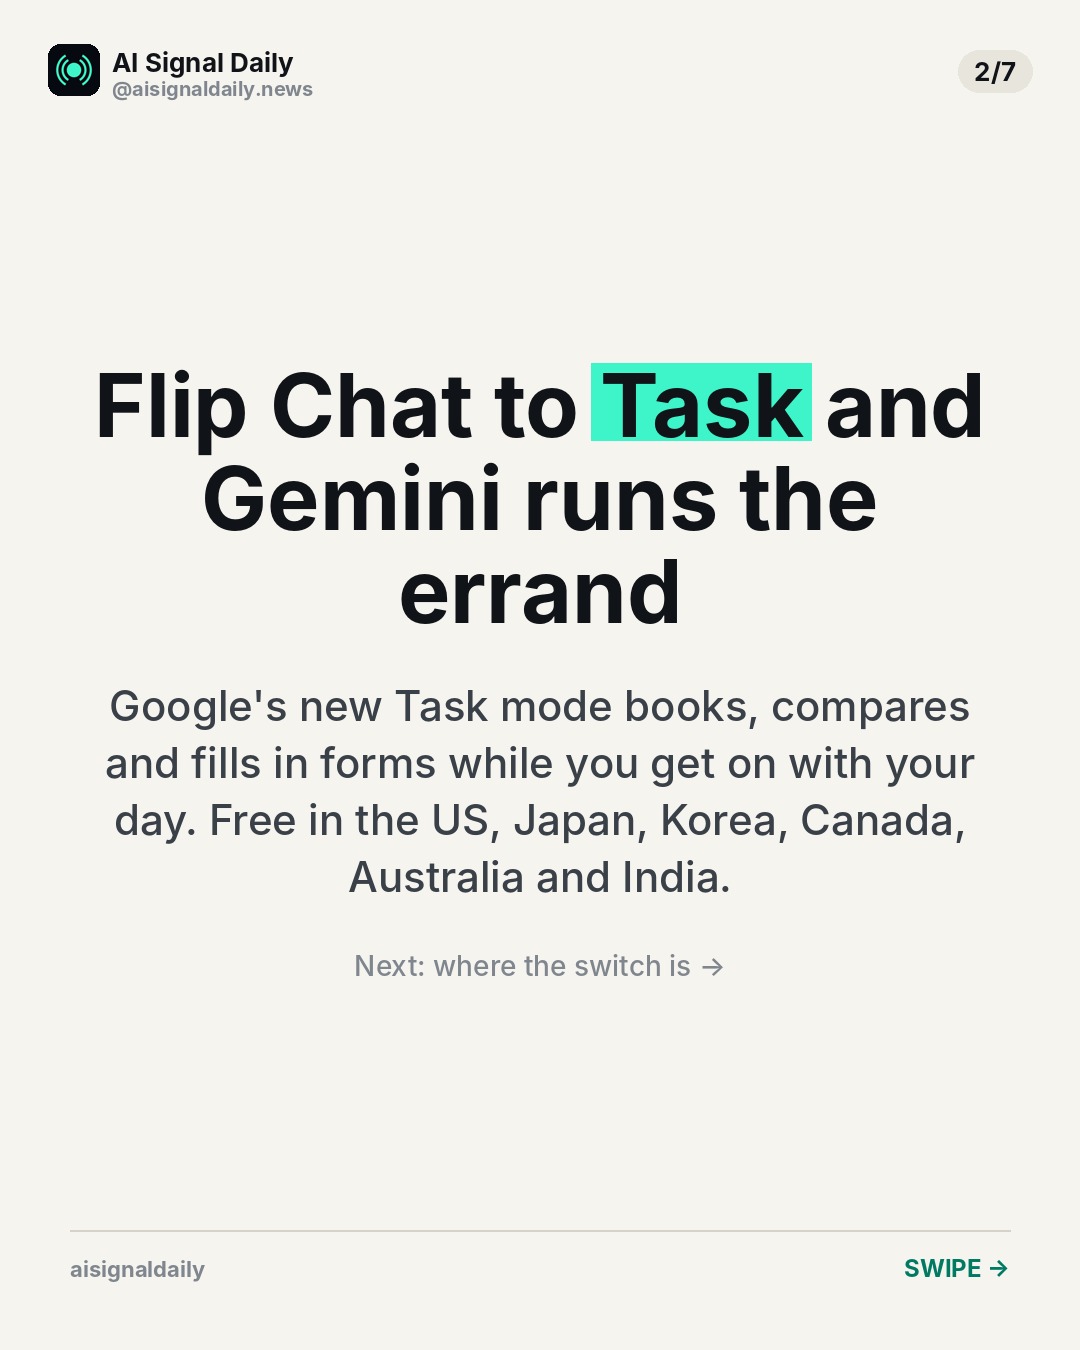 AI Signal Daily
@aisignaldaily.news
2/7
Flip Chat to Task and
Gemini runs the
errand
Google's new Task mode books, compares
and fills in forms while you get on with your
day. Free in the US, Japan, Korea, Canada,
Australia and India.
Next: where the switch is →
aisignaldaily
SWIPE →